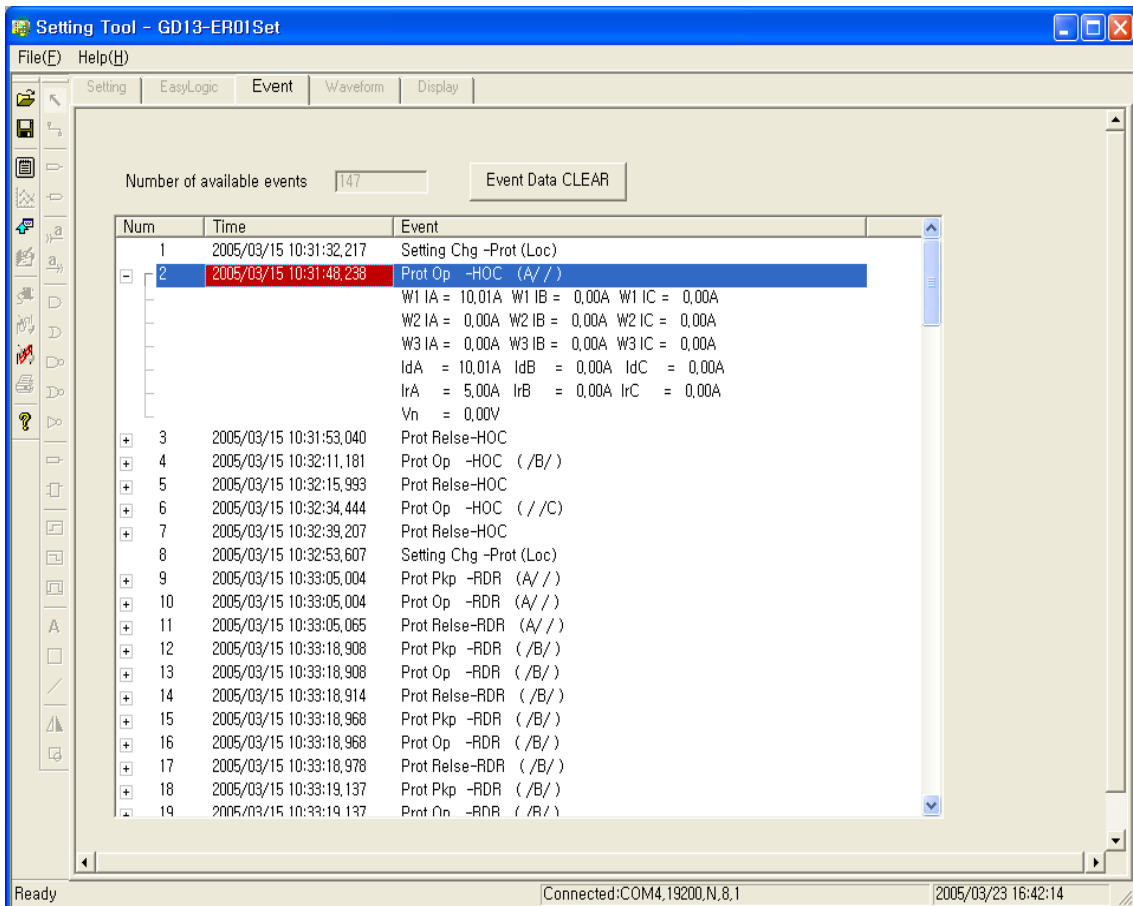 Setting Tool - GD13-ER01Set
File(F) Help(H)
Setting EasyLogic Event Waveform Display
Number of available events 147 Event Data CLEAR
Num Time Event
1 2005/03/15 10:31:32,217 Setting Chg -Prot (Loc)
2 2005/03/15 10:31:48,238 Prot Op -HOC (A/ / )
W1 IA = 10,01A W1 IB = 0,00A W1 IC = 0,00A
W2 IA = 0,00A W2 IB = 0,00A W2 IC = 0,00A
W3 IA = 0,00A W3 IB = 0,00A W3 IC = 0,00A
IdA = 10,01A IdB = 0,00A IdC = 0,00A
IrA = 5,00A IrB = 0,00A IrC = 0,00A
Vn = 0,00V
3 2005/03/15 10:31:53,040 Prot Relse-HOC
4 2005/03/15 10:32:11,181 Prot Op -HOC ( /B/ )
5 2005/03/15 10:32:15,993 Prot Relse-HOC
6 2005/03/15 10:32:34,444 Prot Op -HOC ( / /C)
7 2005/03/15 10:32:39,207 Prot Relse-HOC
8 2005/03/15 10:32:53,607 Setting Chg -Prot (Loc)
9 2005/03/15 10:33:05,004 Prot Pkp -RDR (A/ / )
10 2005/03/15 10:33:05,004 Prot Op -RDR (A/ / )
11 2005/03/15 10:33:05,065 Prot Relse-RDR (A/ / )
12 2005/03/15 10:33:18,908 Prot Pkp -RDR ( /B/ )
13 2005/03/15 10:33:18,908 Prot Op -RDR ( /B/ )
14 2005/03/15 10:33:18,914 Prot Relse-RDR ( /B/ )
15 2005/03/15 10:33:18,968 Prot Pkp -RDR ( /B/ )
16 2005/03/15 10:33:18,968 Prot Op -RDR ( /B/ )
17 2005/03/15 10:33:18,978 Prot Relse-RDR ( /B/ )
18 2005/03/15 10:33:19,137 Prot Pkp -RDR ( /B/ )
19 2005/03/15 10:33:19,137 Prot Op -RDR ( /B/ )
Ready Connected:COM4,19200,N,8,1 2005/03/23 16:42:14